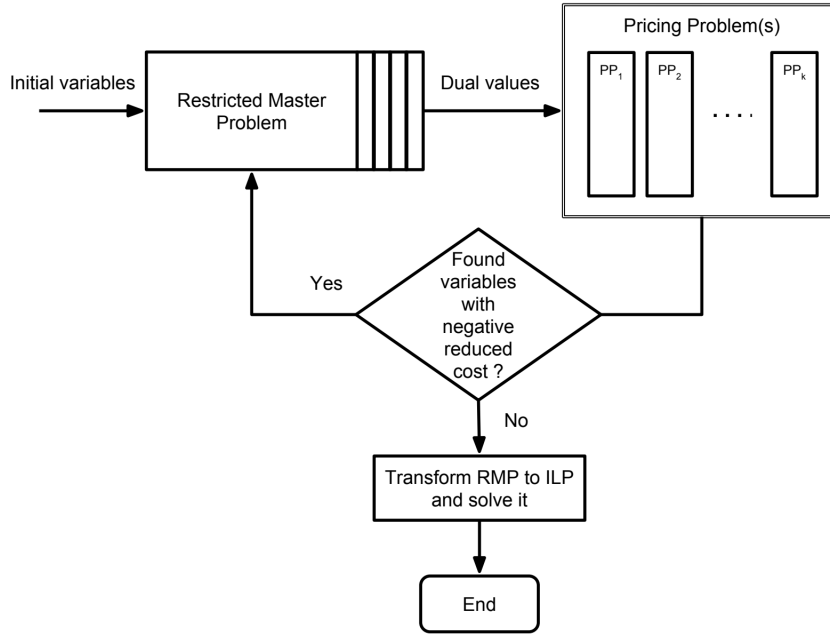 Pricing Problem(s)
Initial variables
Restricted Master
Problem
Dual values
PP1
PP2
. . . .
PPk
Yes
Found
variables
with
negative
reduced
cost ?
No
Transform RMP to ILP
and solve it
End